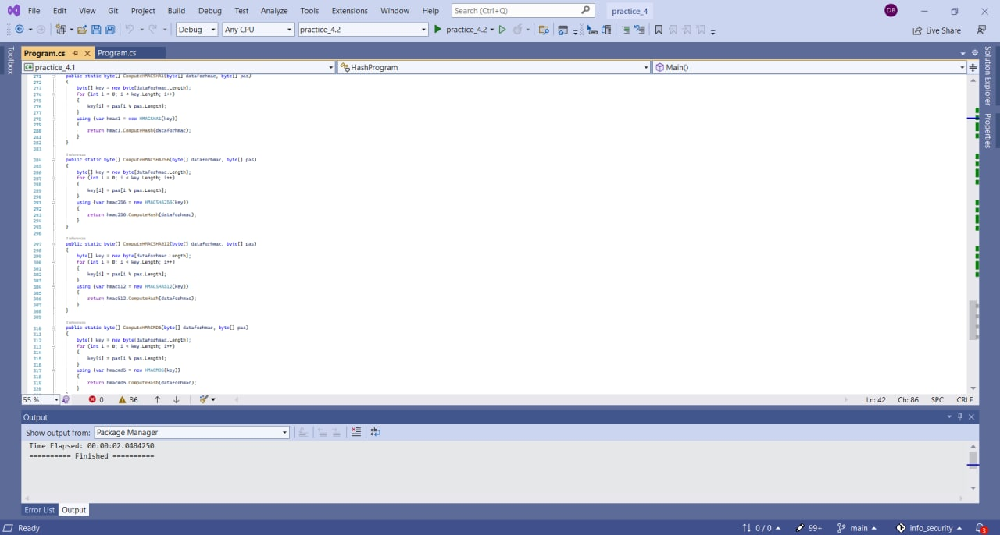 File Edit View Git Project Build Debug Test Analyze Tools Extensions Window Help Search (Ctrl+Q) practice_4 DB
Debug Any CPU practice_4.2 practice_4.2 Live Share
Toolbox
Program.cs Program.cs
practice_4.1 HashProgram Main()
271 public static byte[] ComputeHMACSHA1(byte[] dataforhmac, byte[] pas)
272 {
273 byte[] key = new byte[dataforhmac.Length];
274 for (int i = 0; i < key.Length; i++)
275 {
276 key[i] = pas[i % pas.Length];
277 }
278 using (var hmac1 = new HMACSHA1(key))
279 {
280 return hmac1.ComputeHash(dataforhmac);
281 }
282 }
283
0 references
284 public static byte[] ComputeHMACSHA256(byte[] dataforhmac, byte[] pas)
285 {
286 byte[] key = new byte[dataforhmac.Length];
287 for (int i = 0; i < key.Length; i++)
288 {
289 key[i] = pas[i % pas.Length];
290 }
291 using (var hmac256 = new HMACSHA256(key))
292 {
293 return hmac256.ComputeHash(dataforhmac);
294 }
295 }
296
0 references
297 public static byte[] ComputeHMACSHA512(byte[] dataforhmac, byte[] pas)
298 {
299 byte[] key = new byte[dataforhmac.Length];
300 for (int i = 0; i < key.Length; i++)
301 {
302 key[i] = pas[i % pas.Length];
303 }
304 using (var hmac512 = new HMACSHA512(key))
305 {
306 return hmac512.ComputeHash(dataforhmac);
307 }
308 }
309
0 references
310 public static byte[] ComputeHMACMD5(byte[] dataforhmac, byte[] pas)
311 {
312 byte[] key = new byte[dataforhmac.Length];
313 for (int i = 0; i < key.Length; i++)
314 {
315 key[i] = pas[i % pas.Length];
316 }
317 using (var hmacmd5 = new HMACMD5(key))
318 {
319 return hmacmd5.ComputeHash(dataforhmac);
320 }
Solution Explorer
Properties
55 % 0 36 Ln: 42 Ch: 86 SPC CRLF
Output
Show output from: Package Manager
Time Elapsed: 00:00:02.0484250
========== Finished ==========
Error List Output
Ready 0 / 0 99+ main info_security 3